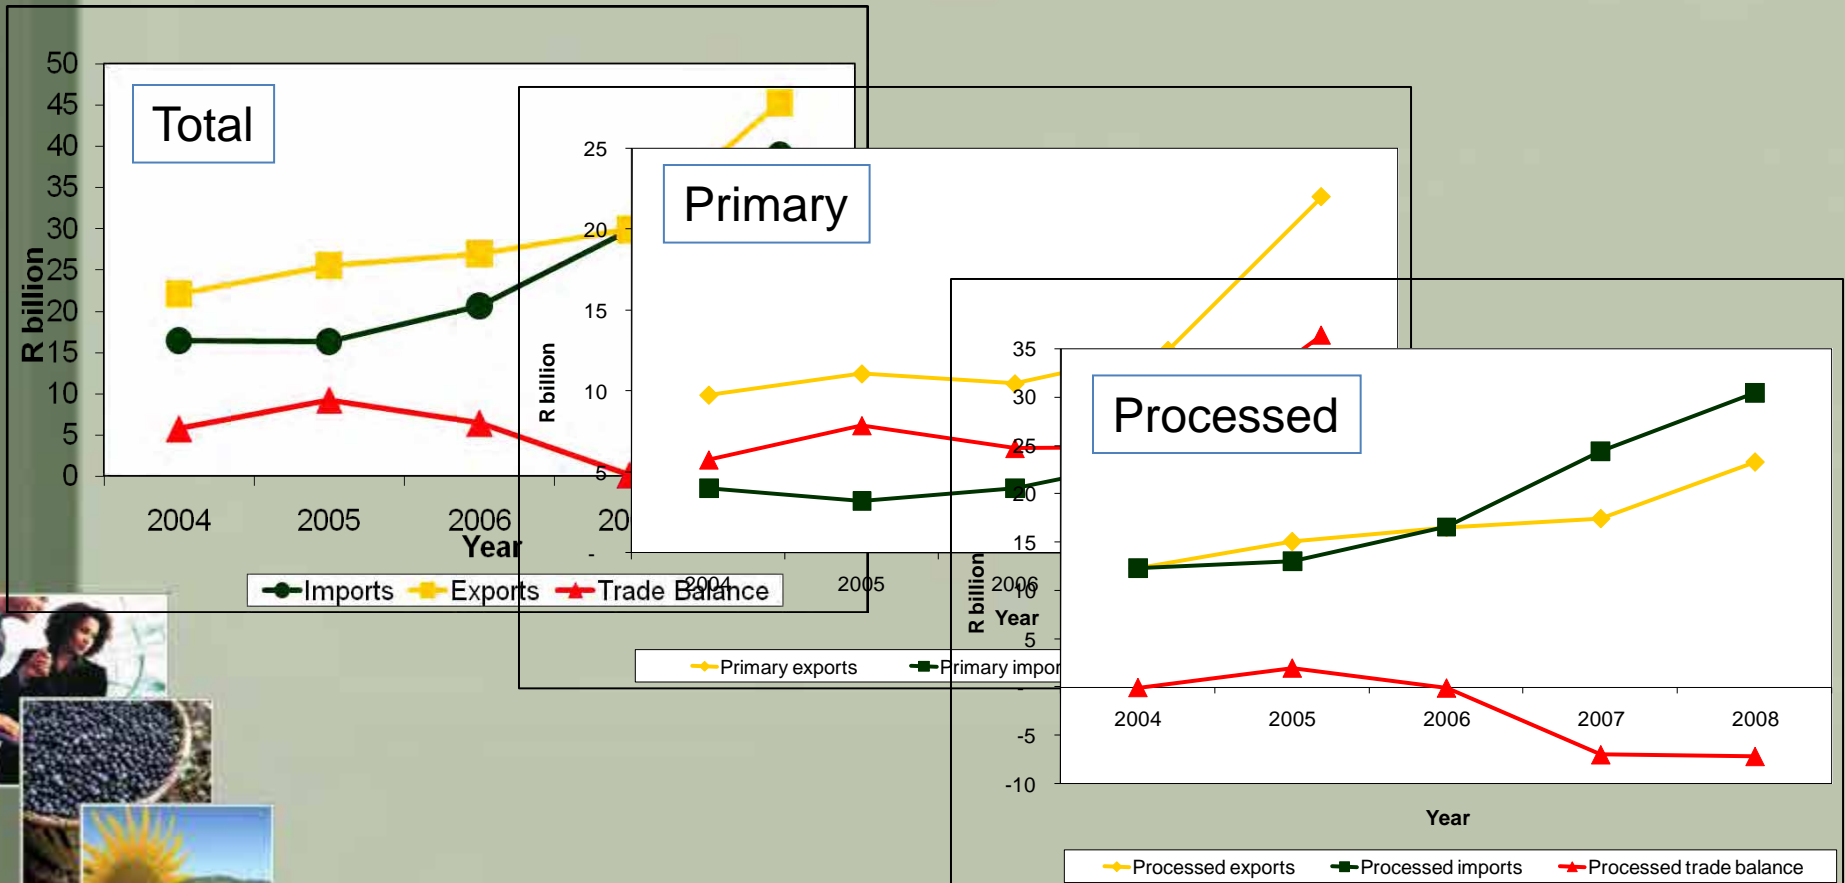 Total
50
45
40
35
30
25
20
15
10
5
0
R billion
2004
2005
2006
20
Year
Imports
Exports
Trade Balance
Primary
25
20
15
10
5
-
R billion
2004
2005
2006
Year
Primary exports
Primary impor
Processed
35
30
25
20
15
10
5
-
-5
-10
R billion
2004
2005
2006
2007
2008
Year
Processed exports
Processed imports
Processed trade balance